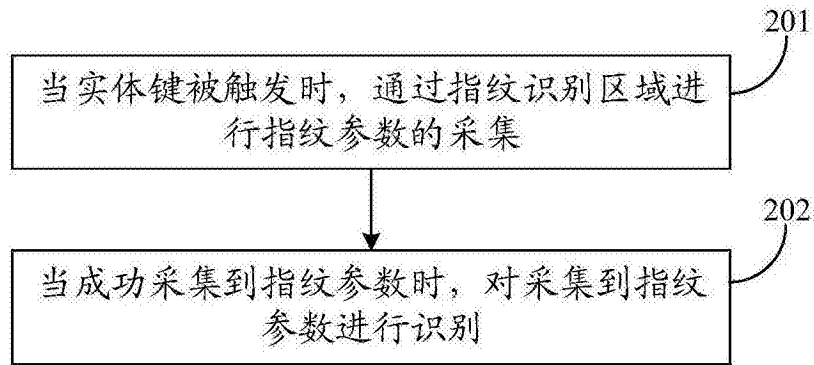 201
当实体键被触发时，通过指纹识别区域进
行指纹参数的采集
202
当成功采集到指纹参数时，对采集到指纹
参数进行识别